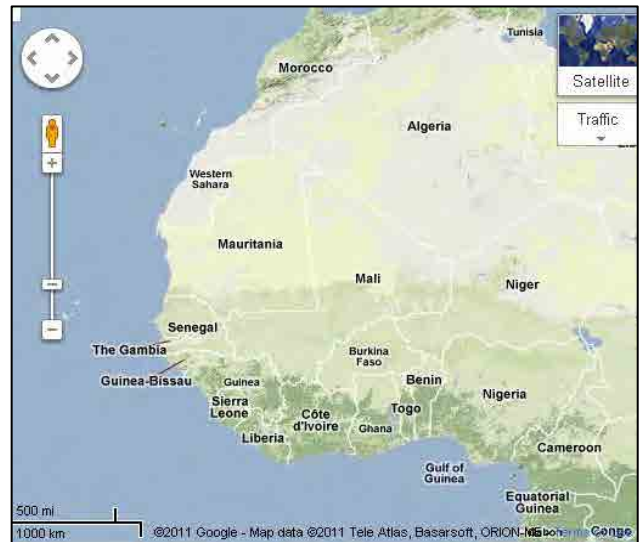 Tunisia
Morocco
Satellite
Traffic
Algeria
Western
Sahara
Mauritania
Mali
Niger
Senegal
The Gambia
Burkina
Faso
Guinea-Bissau
Guinea
Benin
Sierra
Leone
Côte
d'Ivoire
Togo
Nigeria
Ghana
Liberia
Cameroon
Gulf of
Guinea
Equatorial
Guinea
500 mi
1000 km
©2011 Google - Map data ©2011 Tele Atlas, Basarsoft, ORION-ME Congo